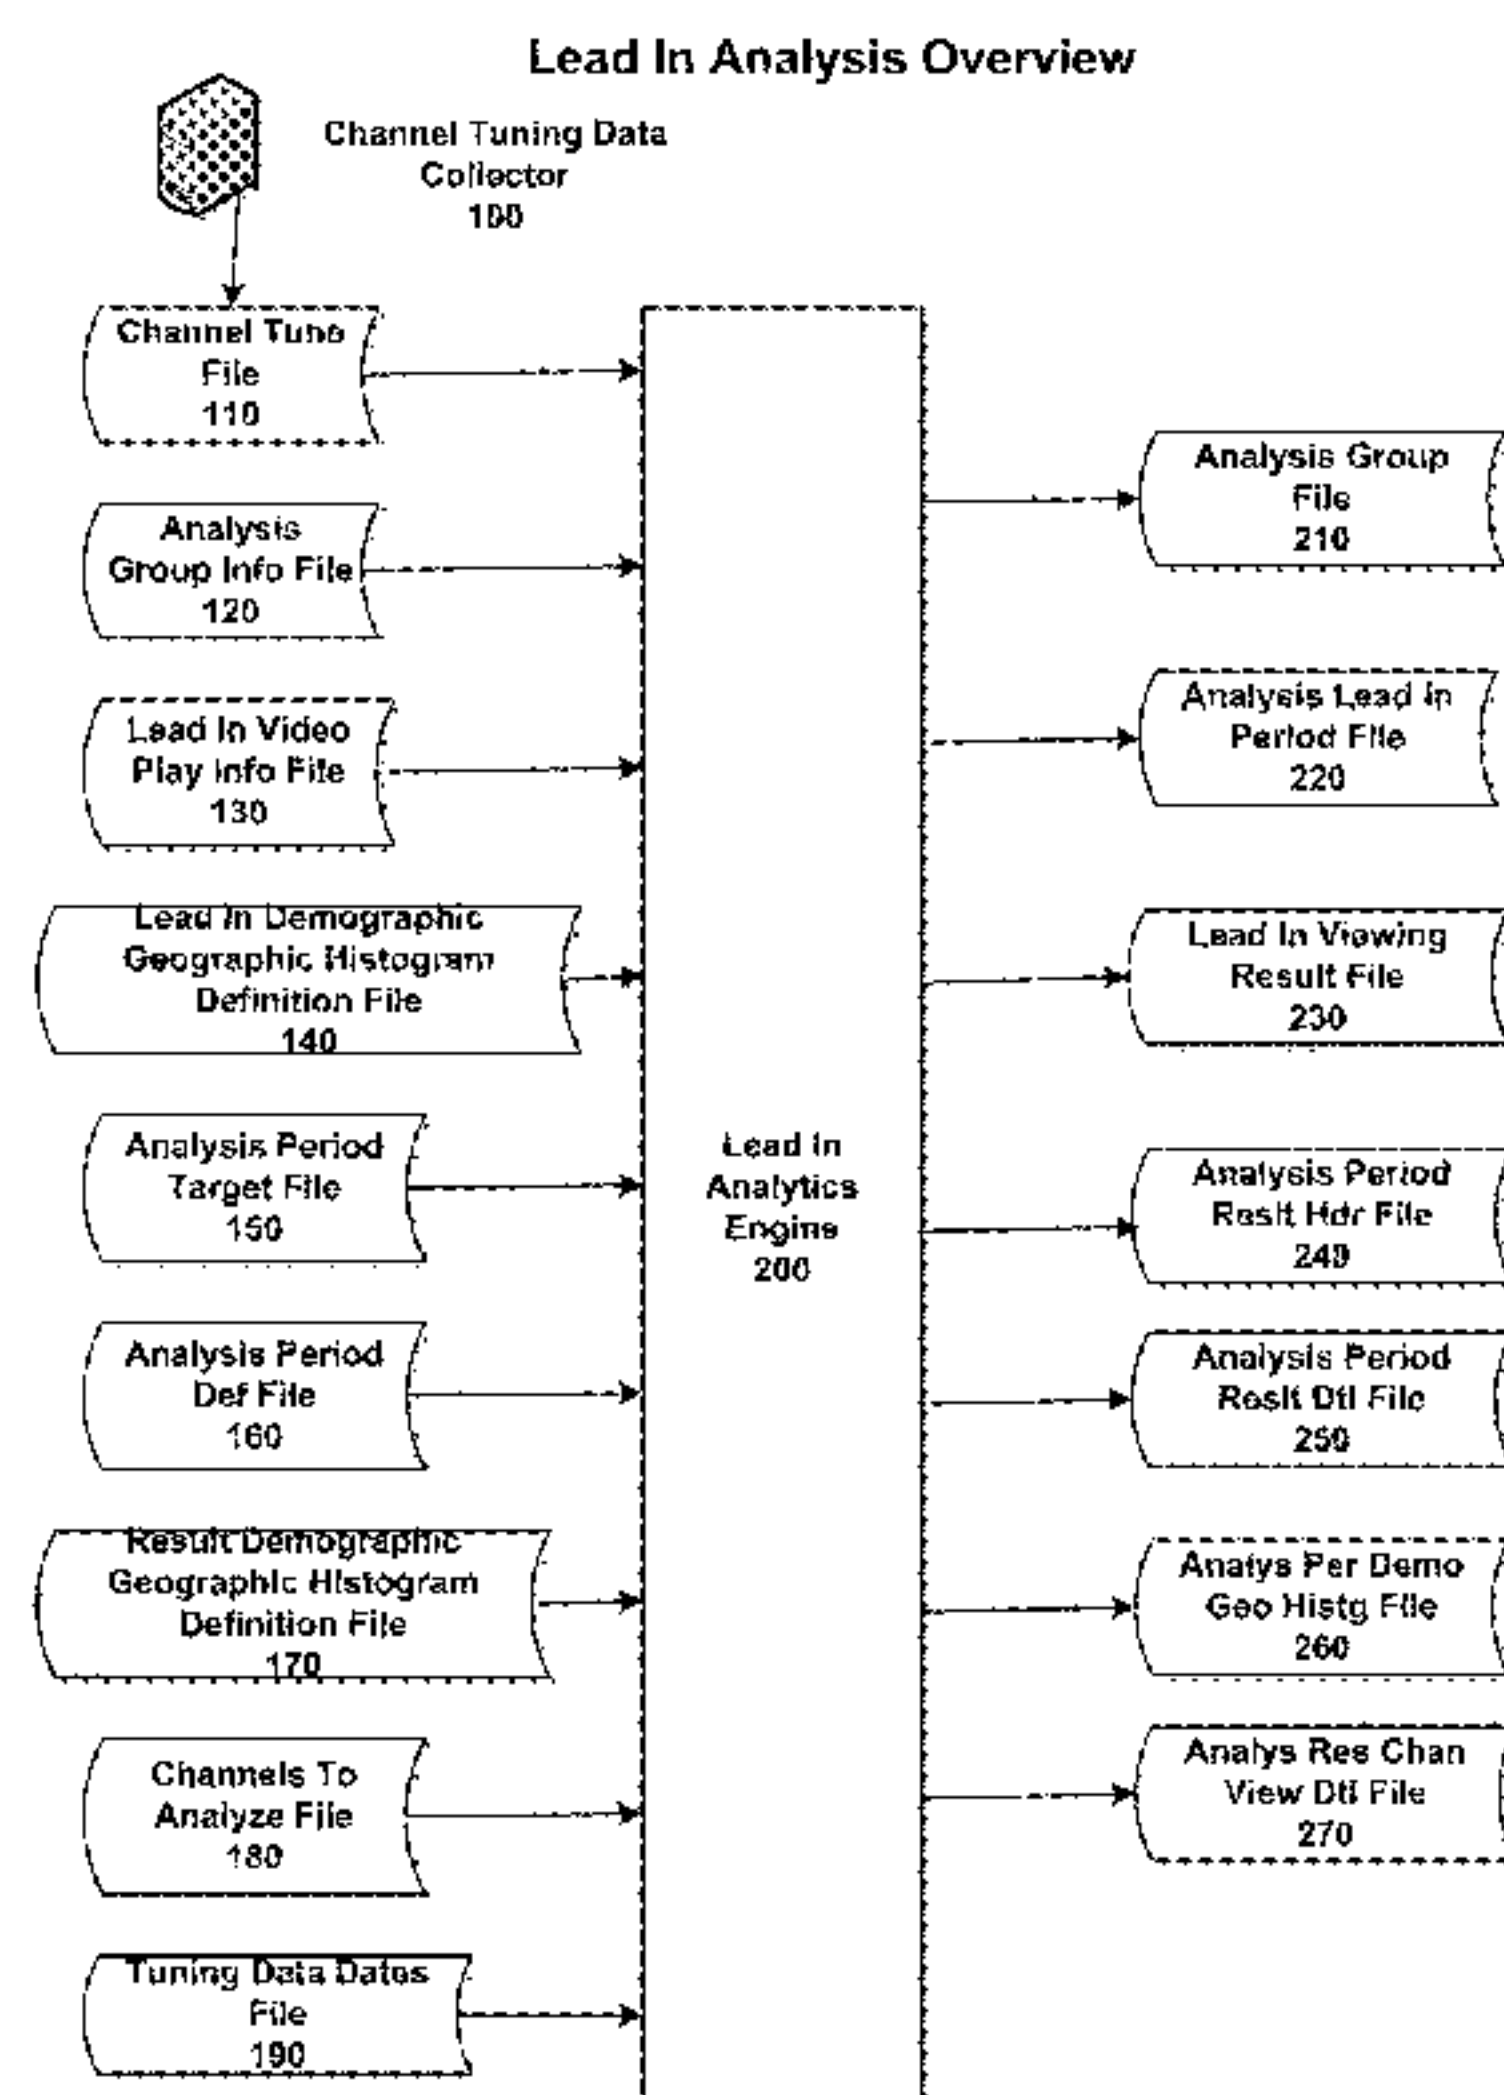 Lead In Analysis Overview
Channel Tuning Data
Collector
100
Channel Tune
File
110
Analysis
Group Info File
120
Lead In Video
Play Info File
130
Lead In Demographic
Geographic Histogram
Definition File
140
Analysis Period
Target File
150
Analysis Period
Def File
160
Result Demographic
Geographic Histogram
Definition File
170
Channels To
Analyze File
180
Tuning Data Dates
File
190
Lead In
Analytics
Engine
200
Analysis Group
File
210
Analysis Lead In
Period File
220
Lead In Viewing
Result File
230
Analysis Period
Reslt Hdr File
240
Analysis Period
Reslt Dtl File
250
Analys Per Demo
Geo Histg File
260
Analys Res Chan
View Dtl File
270